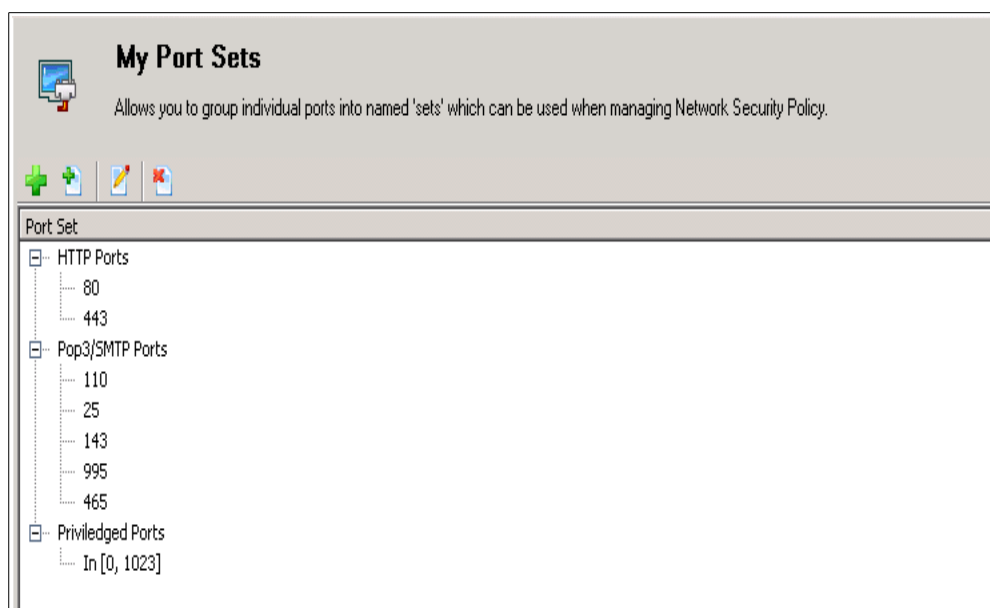 My Port Sets
Allows you to group individual ports into named 'sets' which can be used when managing Network Security Policy.
Port Set
HTTP Ports
80
443
Pop3/SMTP Ports
110
25
143
995
465
Priviledged Ports
In [0, 1023]